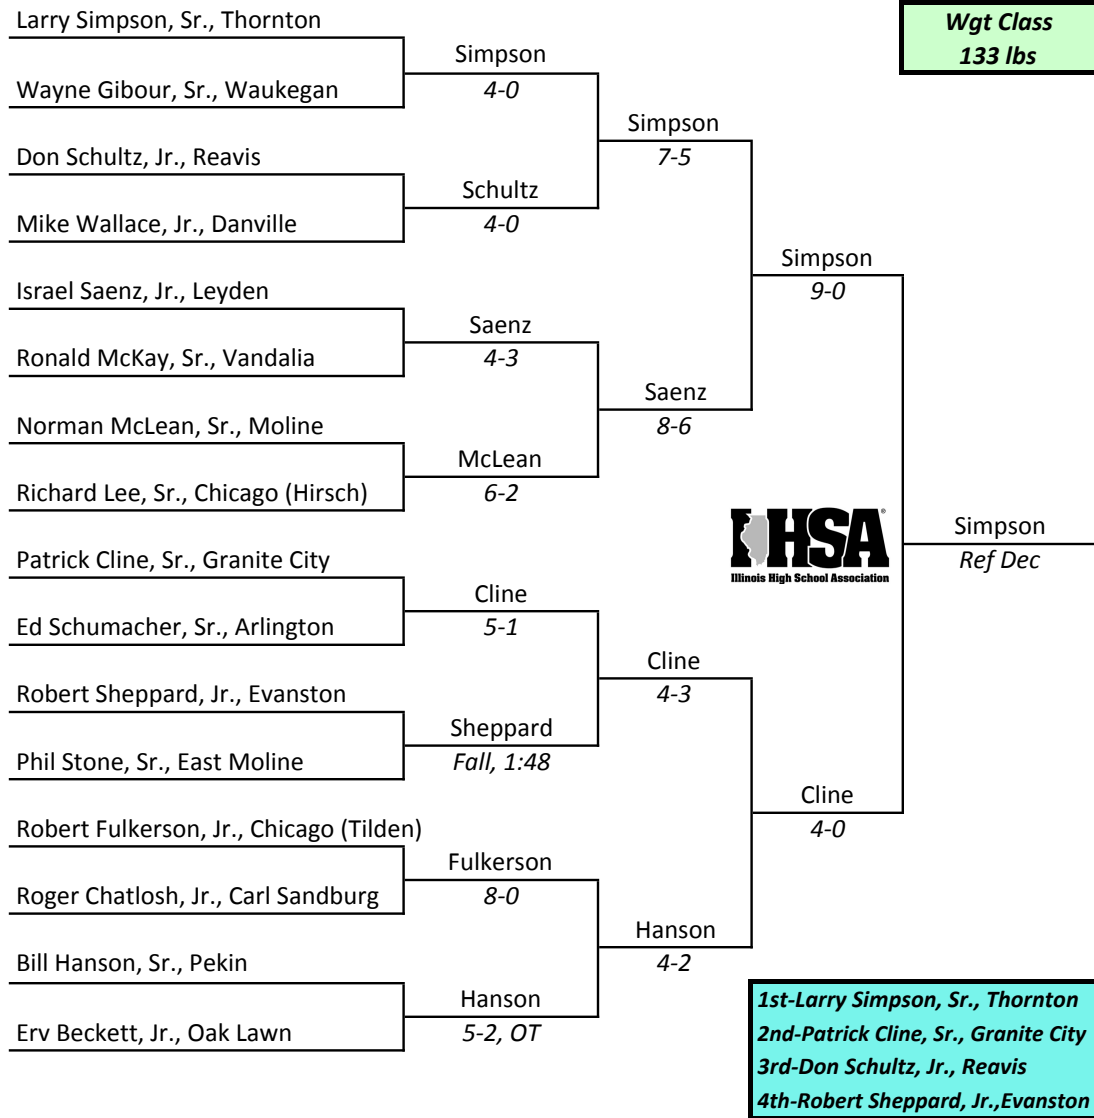 Larry Simpson, Sr., Thornton
Wgt Class
133 lbs
Simpson
4-0
Wayne Gibour, Sr., Waukegan
Simpson
7-5
Don Schultz, Jr., Reavis
Schultz
4-0
Mike Wallace, Jr., Danville
Simpson
9-0
Israel Saenz, Jr., Leyden
Saenz
4-3
Ronald McKay, Sr., Vandalia
Saenz
8-6
Norman McLean, Sr., Moline
McLean
6-2
Richard Lee, Sr., Chicago (Hirsch)
IHSA®
Illinois High School Association
Simpson
Ref Dec
Patrick Cline, Sr., Granite City
Cline
5-1
Ed Schumacher, Sr., Arlington
Cline
4-3
Robert Sheppard, Jr., Evanston
Sheppard
Fall, 1:48
Phil Stone, Sr., East Moline
Cline
4-0
Robert Fulkerson, Jr., Chicago (Tilden)
Fulkerson
8-0
Roger Chatlosh, Jr., Carl Sandburg
Hanson
4-2
Bill Hanson, Sr., Pekin
Hanson
5-2, OT
Erv Beckett, Jr., Oak Lawn
1st-Larry Simpson, Sr., Thornton
2nd-Patrick Cline, Sr., Granite City
3rd-Don Schultz, Jr., Reavis
4th-Robert Sheppard, Jr.,Evanston